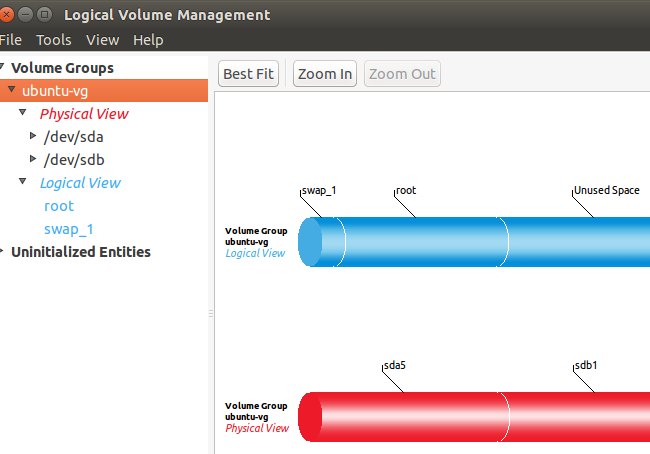 Logical Volume Management
File Tools View Help
Volume Groups
ubuntu-vg
Physical View
/dev/sda
/dev/sdb
Logical View
root
swap_1
Uninitialized Entities
Best Fit Zoom In Zoom Out
swap_1 root Unused Space
Volume Group
ubuntu-vg
Logical View
sda5 sdb1
Volume Group
ubuntu-vg
Physical View